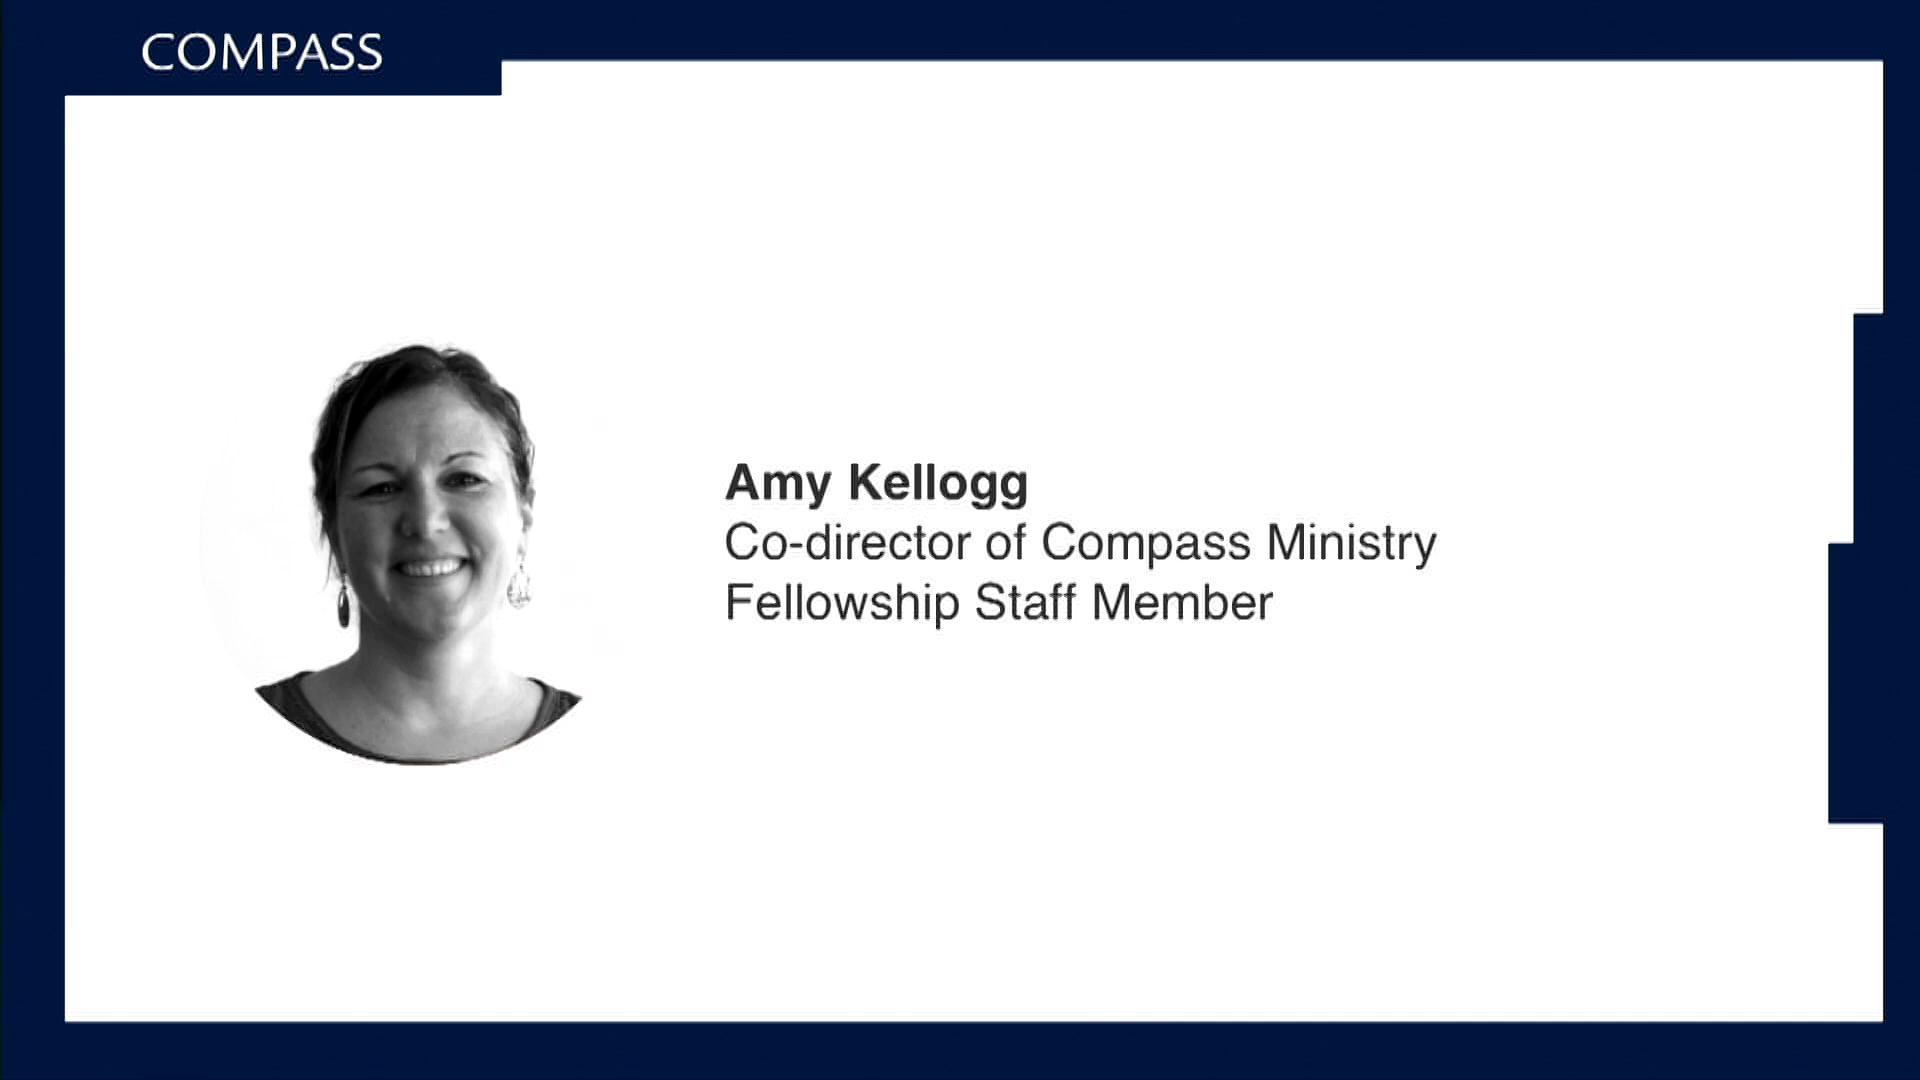 COMPASS
Amy Kellogg
Co-director of Compass Ministry
Fellowship Staff Member